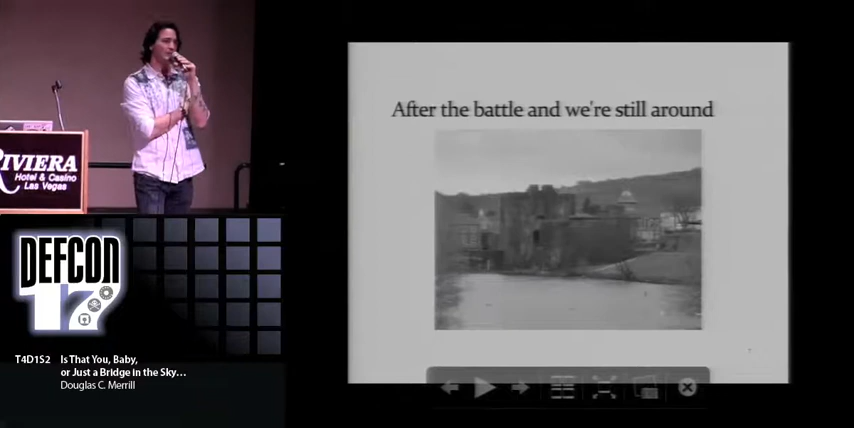 After the battle and we're still around
RIVIERA
Hotel & Casino
Las Vegas
DEFCON
17
T4D1S2 Is That You, Baby,
or Just a Bridge in the Sky...
Douglas C. Merrill